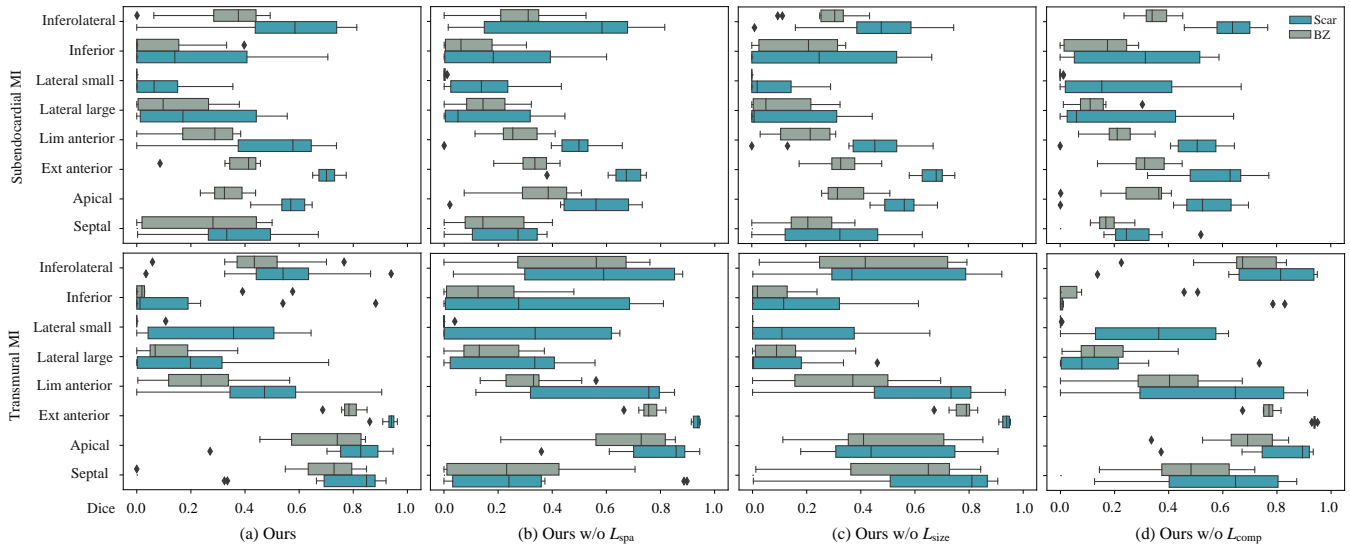 Subendocardial MI
Inferolateral
Inferior
Lateral small
Lateral large
Lim anterior
Ext anterior
Apical
Septal
Scar
BZ
Transmural MI
Inferolateral
Inferior
Lateral small
Lateral large
Lim anterior
Ext anterior
Apical
Septal
Dice
0.0 0.2 0.4 0.6 0.8 1.0
0.0 0.2 0.4 0.6 0.8 1.0
0.0 0.2 0.4 0.6 0.8 1.0
0.0 0.2 0.4 0.6 0.8 1.0
(a) Ours
(b) Ours w/o Lspa
(c) Ours w/o Lsize
(d) Ours w/o Lcomp